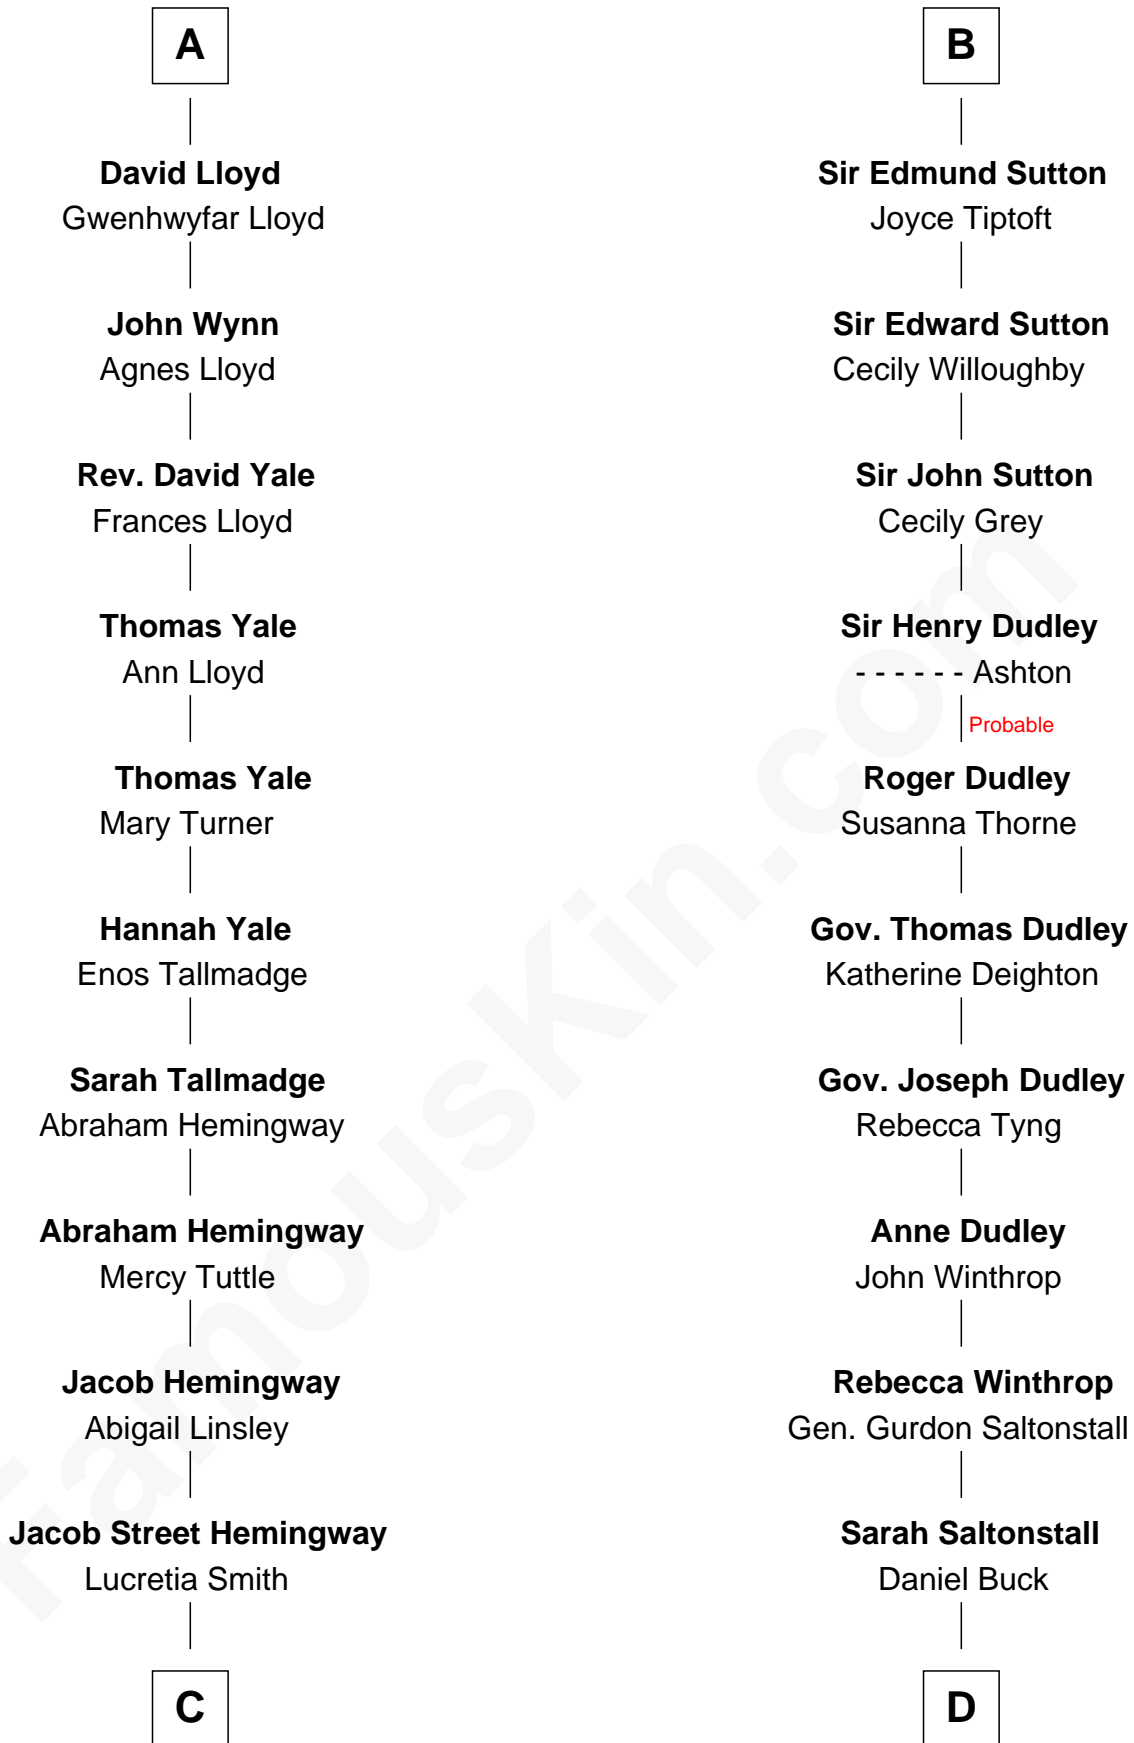 A
David Lloyd
Gwenhwyfar Lloyd
John Wynn
Agnes Lloyd
Rev. David Yale
Frances Lloyd
Thomas Yale
Ann Lloyd
Thomas Yale
Mary Turner
Hannah Yale
Enos Tallmadge
Sarah Tallmadge
Abraham Hemingway
Abraham Hemingway
Mercy Tuttle
Jacob Hemingway
Abigail Linsley
Jacob Street Hemingway
Lucretia Smith
C
B
Sir Edmund Sutton
Joyce Tiptoft
Sir Edward Sutton
Cecily Willoughby
Sir John Sutton
Cecily Grey
Sir Henry Dudley
- - - - - - Ashton
Probable
Roger Dudley
Susanna Thorne
Gov. Thomas Dudley
Katherine Deighton
Gov. Joseph Dudley
Rebecca Tyng
Anne Dudley
John Winthrop
Rebecca Winthrop
Gen. Gurdon Saltonstall
Sarah Saltonstall
Daniel Buck
D
FamousKin.com